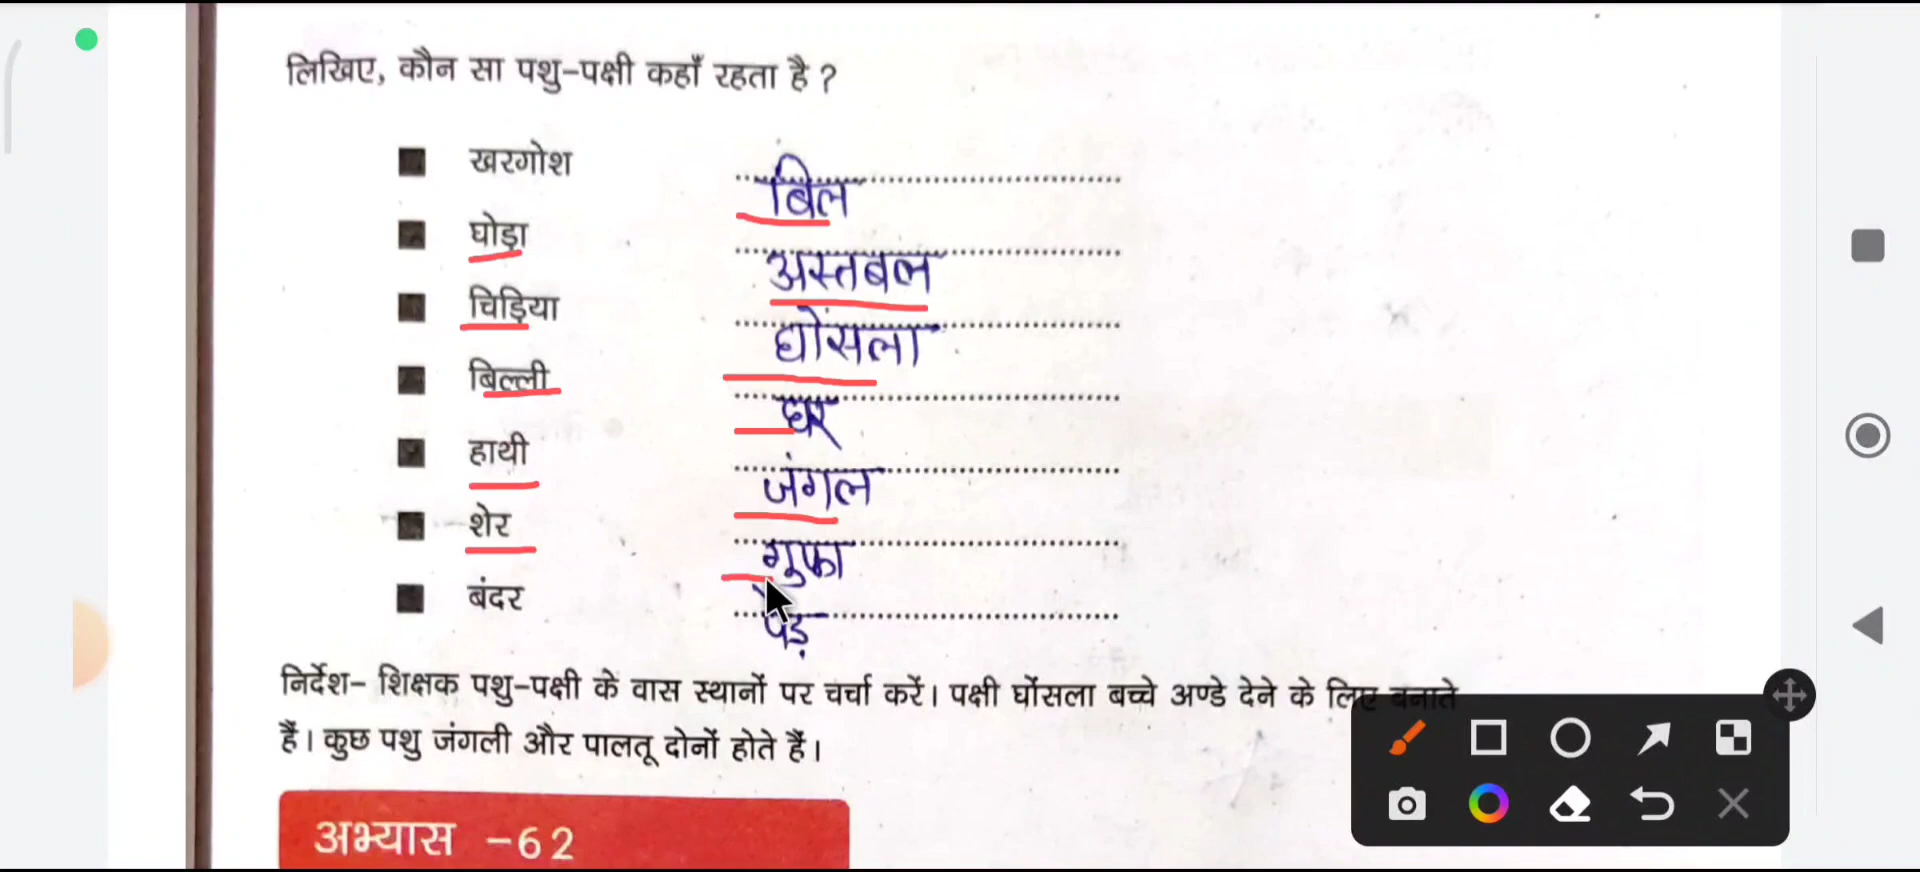 लिखिए, कौन सा पशु-पक्षी कहाँ रहता है ?
खरगोश बिल
घोड़ा अस्तबल
चिड़िया घोंसला
बिल्ली घर
हाथी जंगल
शेर गुफा
बंदर पेड़
निर्देश- शिक्षक पशु-पक्षी के वास स्थानों पर चर्चा करें। पक्षी घोंसला बच्चे अण्डे देने के लिए बनाते
हैं। कुछ पशु जंगली और पालतू दोनों होते हैं।
अभ्यास -62